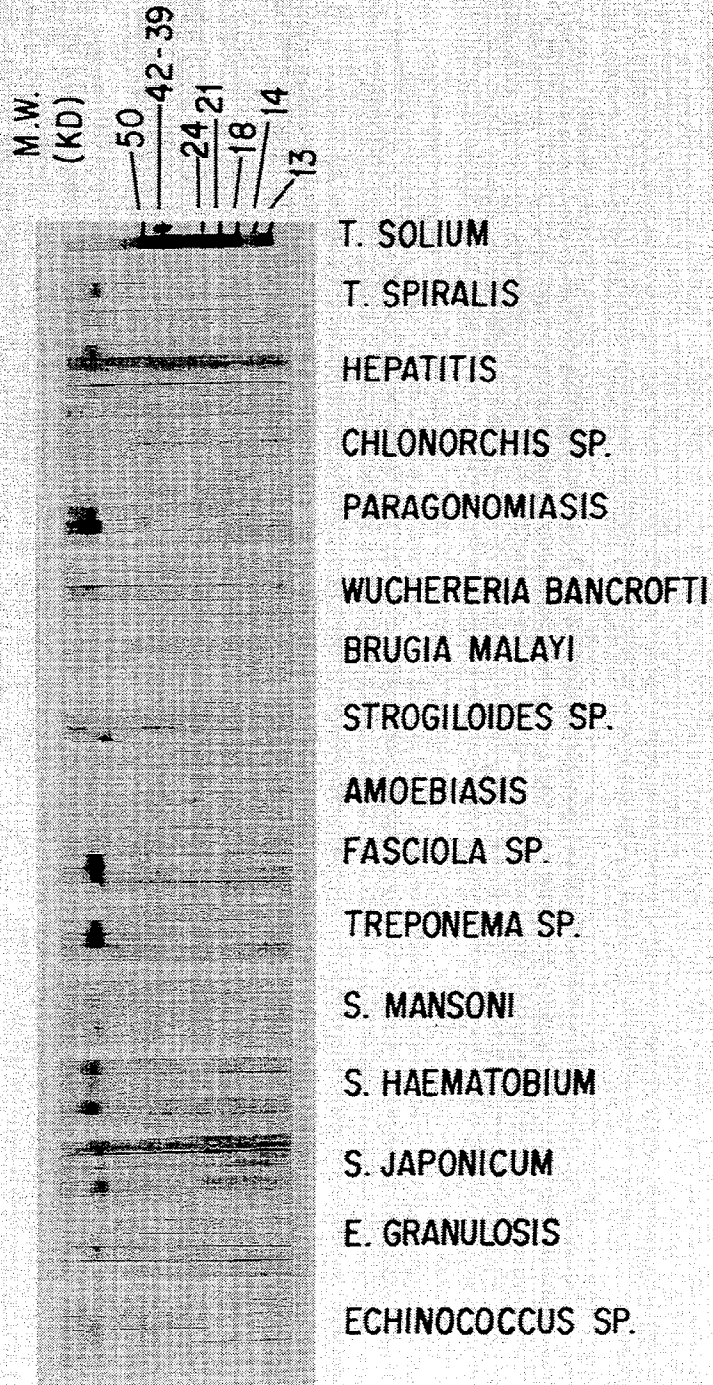 M.W.
(KD)
50
42-39
24
21
18
14
13
T. SOLIUM
T. SPIRALIS
HEPATITIS
CHLONORCHIS SP.
PARAGONOMIASIS
WUCHERERIA BANCROFTI
BRUGIA MALAYI
STROGILOIDES SP.
AMOEBIASIS
FASCIOLA SP.
TREPONEMA SP.
S. MANSONI
S. HAEMATOBIUM
S. JAPONICUM
E. GRANULOSIS
ECHINOCOCCUS SP.